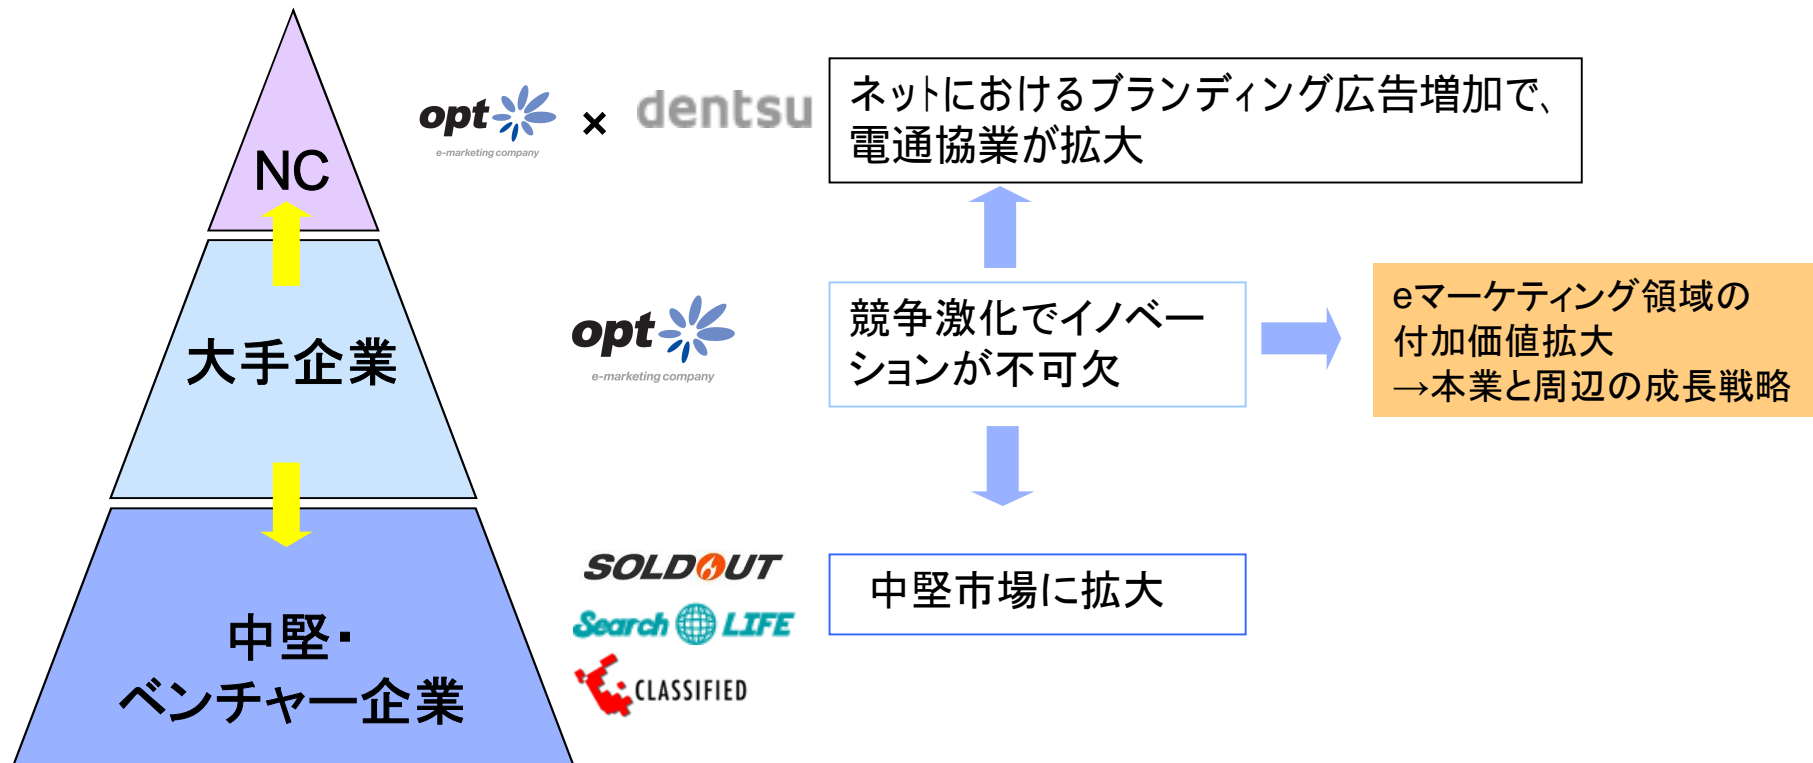 NC
opt
e-marketing company
×
dentsu
ネットにおけるブランディング広告増加で、
電通協業が拡大
大手企業
opt
e-marketing company
競争激化でイノベー
ションが不可欠
eマーケティング領域の
付加価値拡大
→本業と周辺の成長戦略
中堅・
ベンチャー企業
SOLDOUT
Search LIFE
CLASSIFIED
中堅市場に拡大